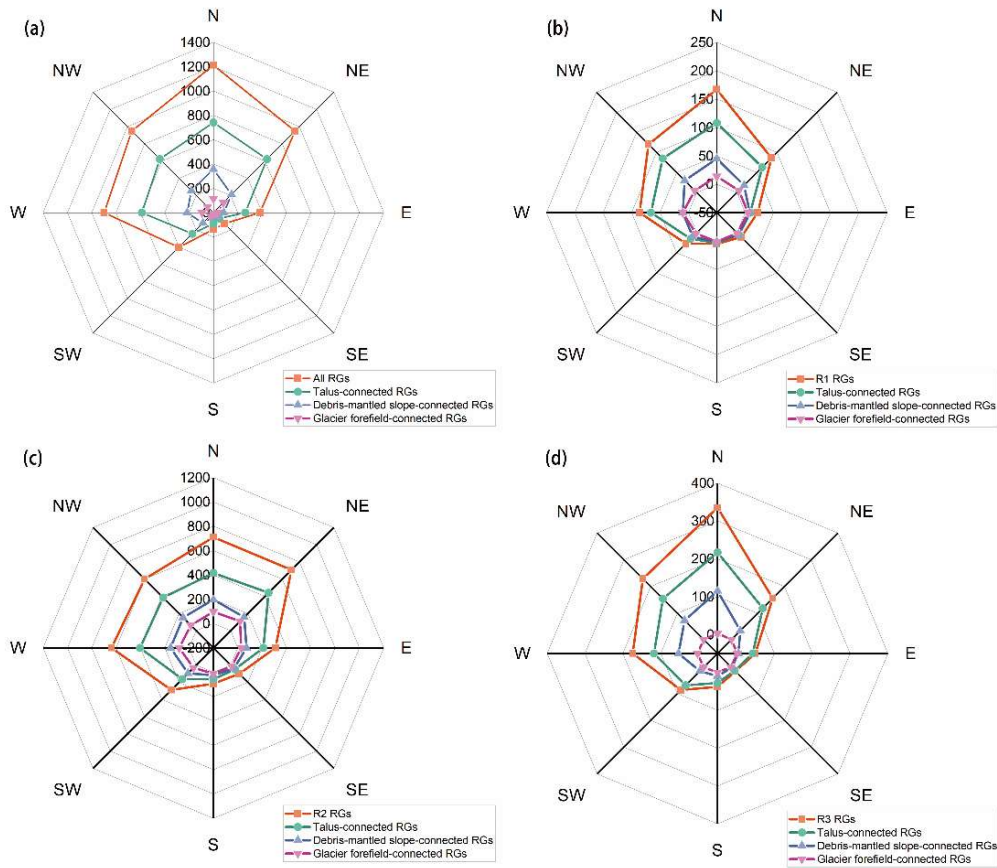 (a)
N
NW
NE
1400
1200
1000
800
600
400
200
W
E
SW
SE
S
All RGs
Talus-connected RGs
Debris-mantled slope-connected RGs
Glacier forefield-connected RGs
(b)
N
NW
NE
250
200
150
100
50
0
-50
W
E
SW
SE
S
R1 RGs
Talus-connected RGs
Debris-mantled slope-connected RGs
Glacier forefield-connected RGs
(c)
N
NW
NE
1200
1000
800
600
400
200
0
-200
W
E
SW
SE
S
R2 RGs
Talus-connected RGs
Debris-mantled slope-connected RGs
Glacier forefield-connected RGs
(d)
N
NW
NE
400
300
200
100
0
W
E
SW
SE
S
R3 RGs
Talus-connected RGs
Debris-mantled slope-connected RGs
Glacier forefield-connected RGs